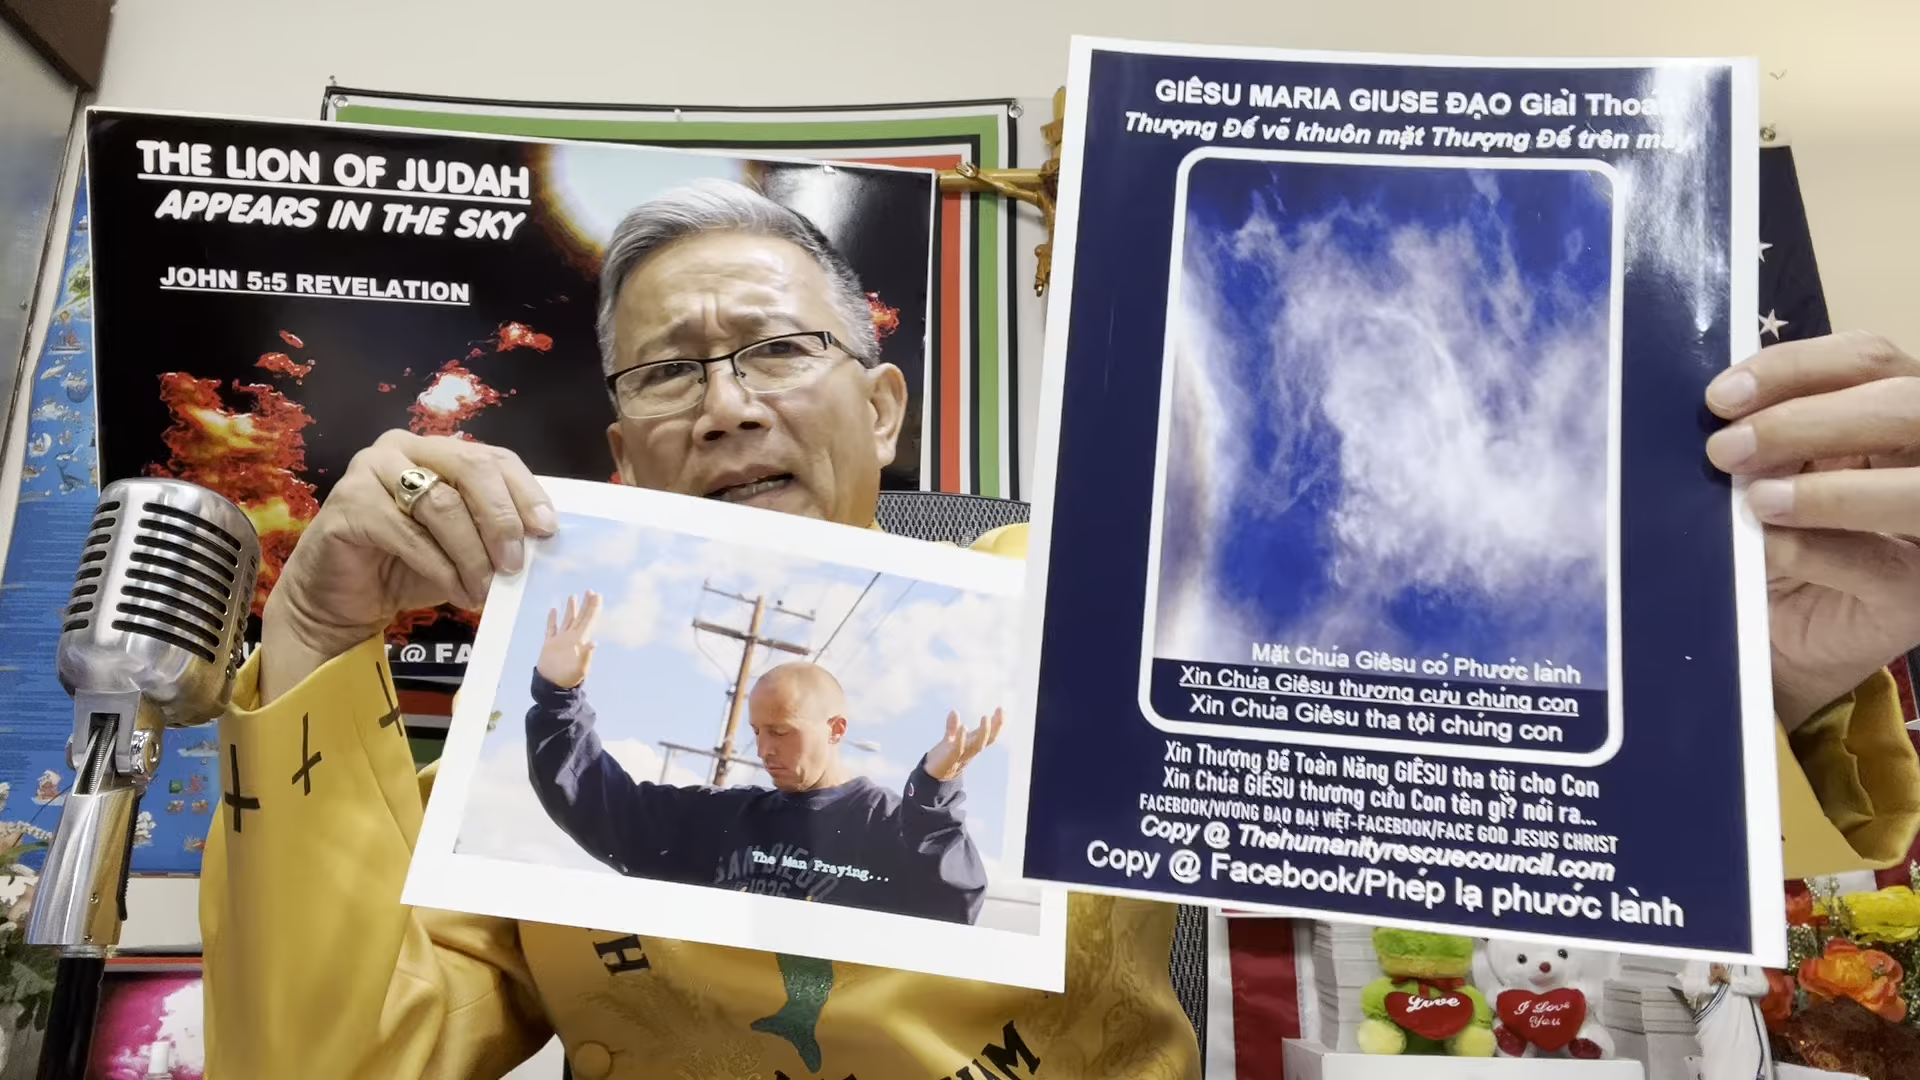 THE LION OF JUDAH
APPEARS IN THE SKY
JOHN 5:5 REVELATION
@ FA
The Man Praying...
SAN DIEGO
GIÊSU MARIA GIUSE ĐẠO Giải
Thượng Đế vẽ khuôn mặt Thượng Đế trên mây
Mặt Chúa Giêsu có Phước lành
Xin Chúa Giêsu thương cứu chúng con
Xin Chúa Giêsu tha tội chúng con
Xin Thượng Đế Toàn Năng GIÊSU tha tội cho Con
Xin Chúa GIÊSU thương cứu Con tên gì? nói ra...
FACEBOOK/VƯƠNG ĐẠO ĐẠI VIỆT-FACEBOOK/FACE GOD JESUS CHRIST
Copy @ Thehumanityrescuecouncil.com
Copy @ Facebook/Phép lạ phước lành
Love
I Love
You